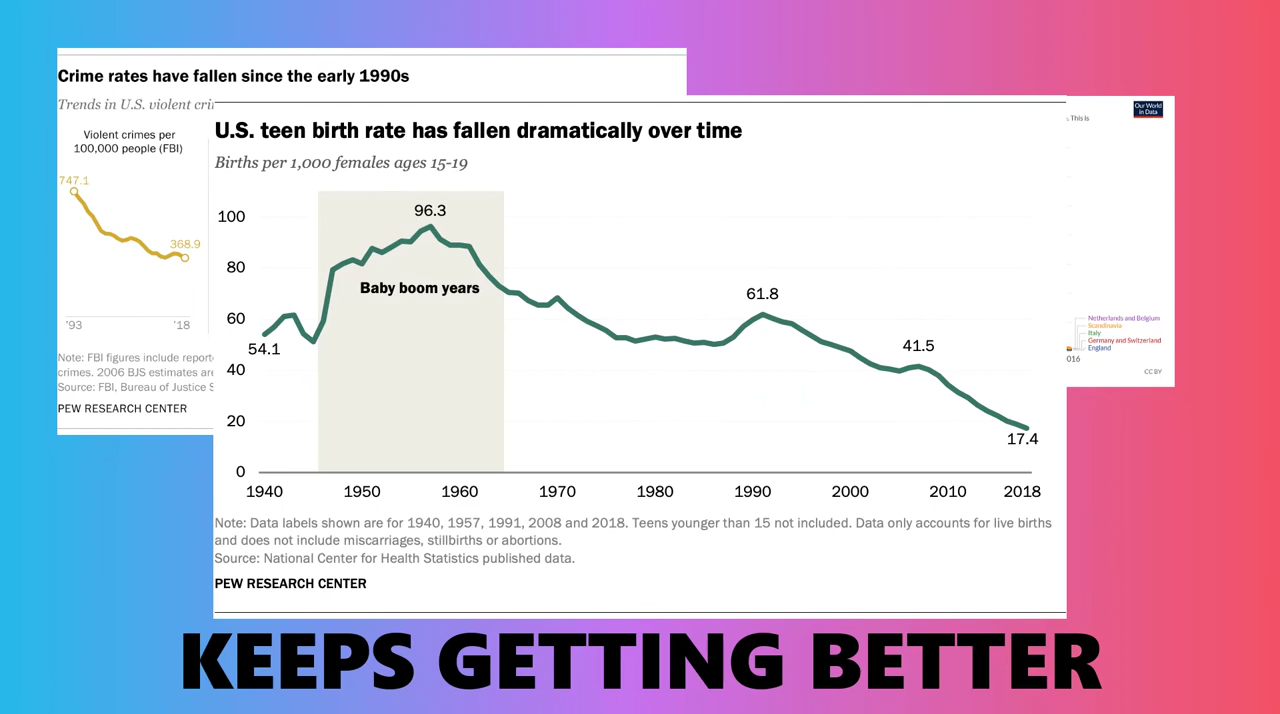 Crime rates have fallen since the early 1990s
Trends in U.S. violent
Violent crimes per
100,000 people (FBI)
747.1
368.9
'93 '18
Note: FBI figures include
crimes. 2006 BJS estimates are
Source: FBI, Bureau of Justice
PEW RESEARCH CENTER
U.S. teen birth rate has fallen dramatically over time
Births per 1,000 females ages 15-19
100
80
60
40
20
0
96.3
Baby boom years
54.1
61.8
41.5
17.4
1940 1950 1960 1970 1980 1990 2000 2010 2018
Note: Data labels shown are for 1940, 1957, 1991, 2008 and 2018. Teens younger than 15 not included. Data only accounts for live births
and does not include miscarriages, stillbirths or abortions.
Source: National Center for Health Statistics published data.
PEW RESEARCH CENTER
This is
Our World
in Data
Netherlands and Belgium
Scandinavia
Italy
Germany and Switzerland
England
016
CC BY
KEEPS GETTING BETTER